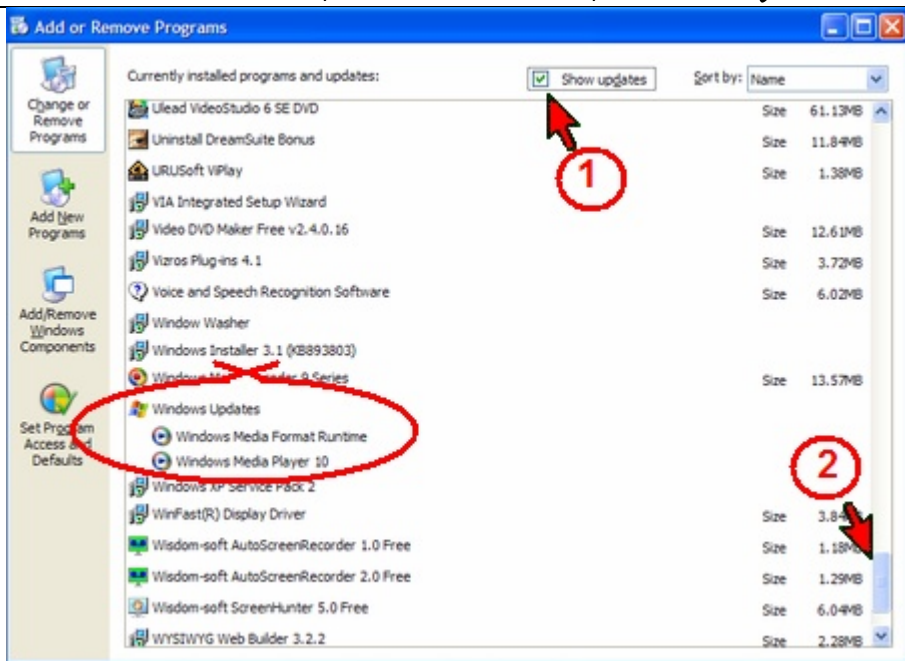 Add or Remove Programs
Change or
Remove
Programs
Add New
Programs
Add/Remove
Windows
Components
Set Program
Access and
Defaults
Currently installed programs and updates:
Show updates
Sort by: Name
Ulead VideoStudio 6 SE DVD Size 61.13MB
Uninstall DreamSuite Bonus Size 11.84MB
URUSoft ViPlay Size 1.38MB
VIA Integrated Setup Wizard
Video DVD Maker Free v2.4.0.16 Size 12.61MB
Vizros Plug-ins 4.1 Size 3.72MB
Voice and Speech Recognition Software Size 6.02MB
Window Washer
Windows Installer 3.1 (KB893803)
Windows 9 Series Size 13.57MB
Windows Updates
Windows Media Format Runtime
Windows Media Player 10
Windows XP Service Pack 2
WinFast(R) Display Driver Size
Wisdom-soft AutoScreenRecorder 1.0 Free Size 1.18MB
Wisdom-soft AutoScreenRecorder 2.0 Free Size 1.29MB
Wisdom-soft ScreenHunter 5.0 Free Size 6.04MB
WYSIWYG Web Builder 3.2.2 Size 2.28MB
1
2